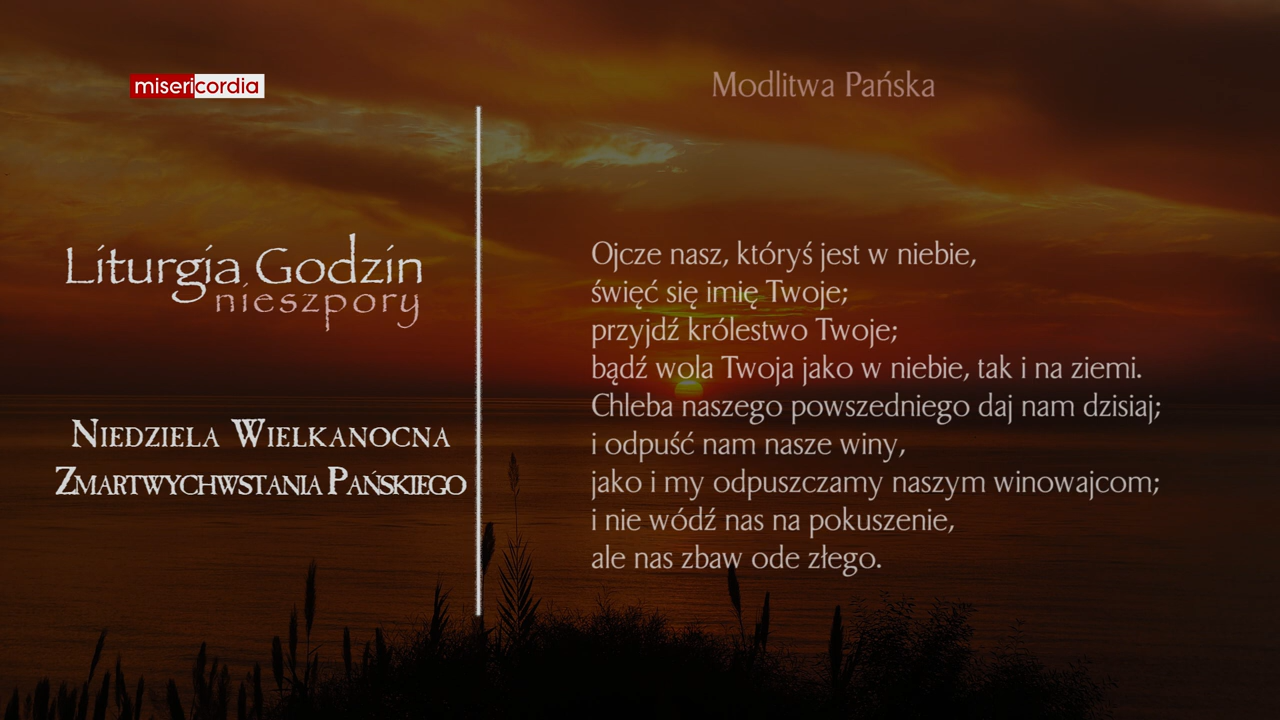 misericordia
Liturgia Godzin
nieszpory
Niedziela Wielkanocna
Zmartwychwstania Pańskiego
Modlitwa Pańska
Ojcze nasz, któryś jest w niebie,
święć się imię Twoje;
przyjdź królestwo Twoje;
bądź wola Twoja jako w niebie, tak i na ziemi.
Chleba naszego powszedniego daj nam dzisiaj;
i odpuść nam nasze winy,
jako i my odpuszczamy naszym winowajcom;
i nie wódź nas na pokuszenie,
ale nas zbaw ode złego.